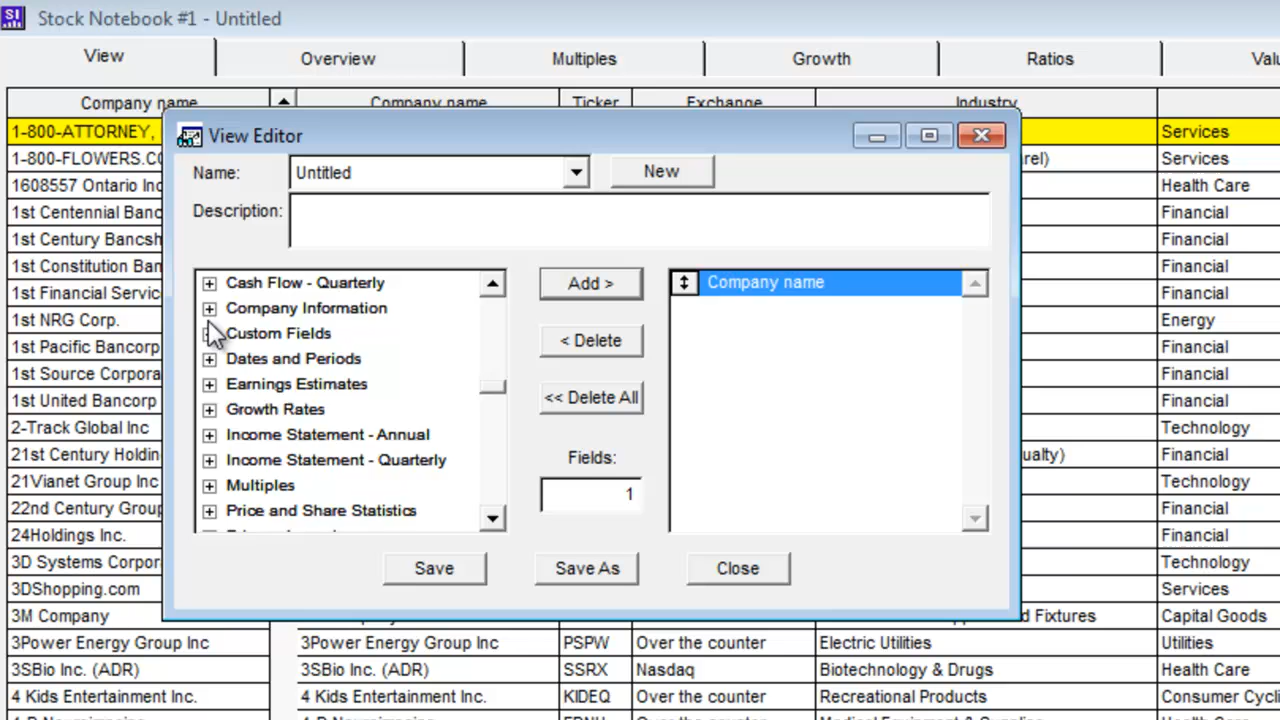 Stock Notebook #1 - Untitled
View Overview Multiples Growth Ratios
Company name Company name Ticker Exchange Industry
1-800-ATTORNEY, Services
1-800-FLOWERS.CO Services
1608557 Ontario Inc Health Care
1st Centennial Banc Financial
1st Century Bancsh Financial
1st Constitution Ban Financial
1st Financial Servic Financial
1st NRG Corp. Energy
1st Pacific Bancorp Financial
1st Source Corpora Financial
1st United Bancorp Financial
2-Track Global Inc Technology
21st Century Holdin Financial
21Vianet Group Inc Technology
22nd Century Group Financial
24Holdings Inc. Financial
3D Systems Corpora Technology
3DShopping.com Services
3M Company and Fixtures Capital Goods
3Power Energy Group Inc 3Power Energy Group Inc PSPW Over the counter Electric Utilities Utilities
3SBio Inc. (ADR) 3SBio Inc. (ADR) SSRX Nasdaq Biotechnology & Drugs Health Care
4 Kids Entertainment Inc. 4 Kids Entertainment Inc. KIDEQ Over the counter Recreational Products Consumer Cycli
View Editor
Name: Untitled New
Description:
Cash Flow - Quarterly
Company Information
Custom Fields
Dates and Periods
Earnings Estimates
Growth Rates
Income Statement - Annual
Income Statement - Quarterly
Multiples
Price and Share Statistics
Add >
< Delete
<< Delete All
Fields:
1
Company name
Save Save As Close